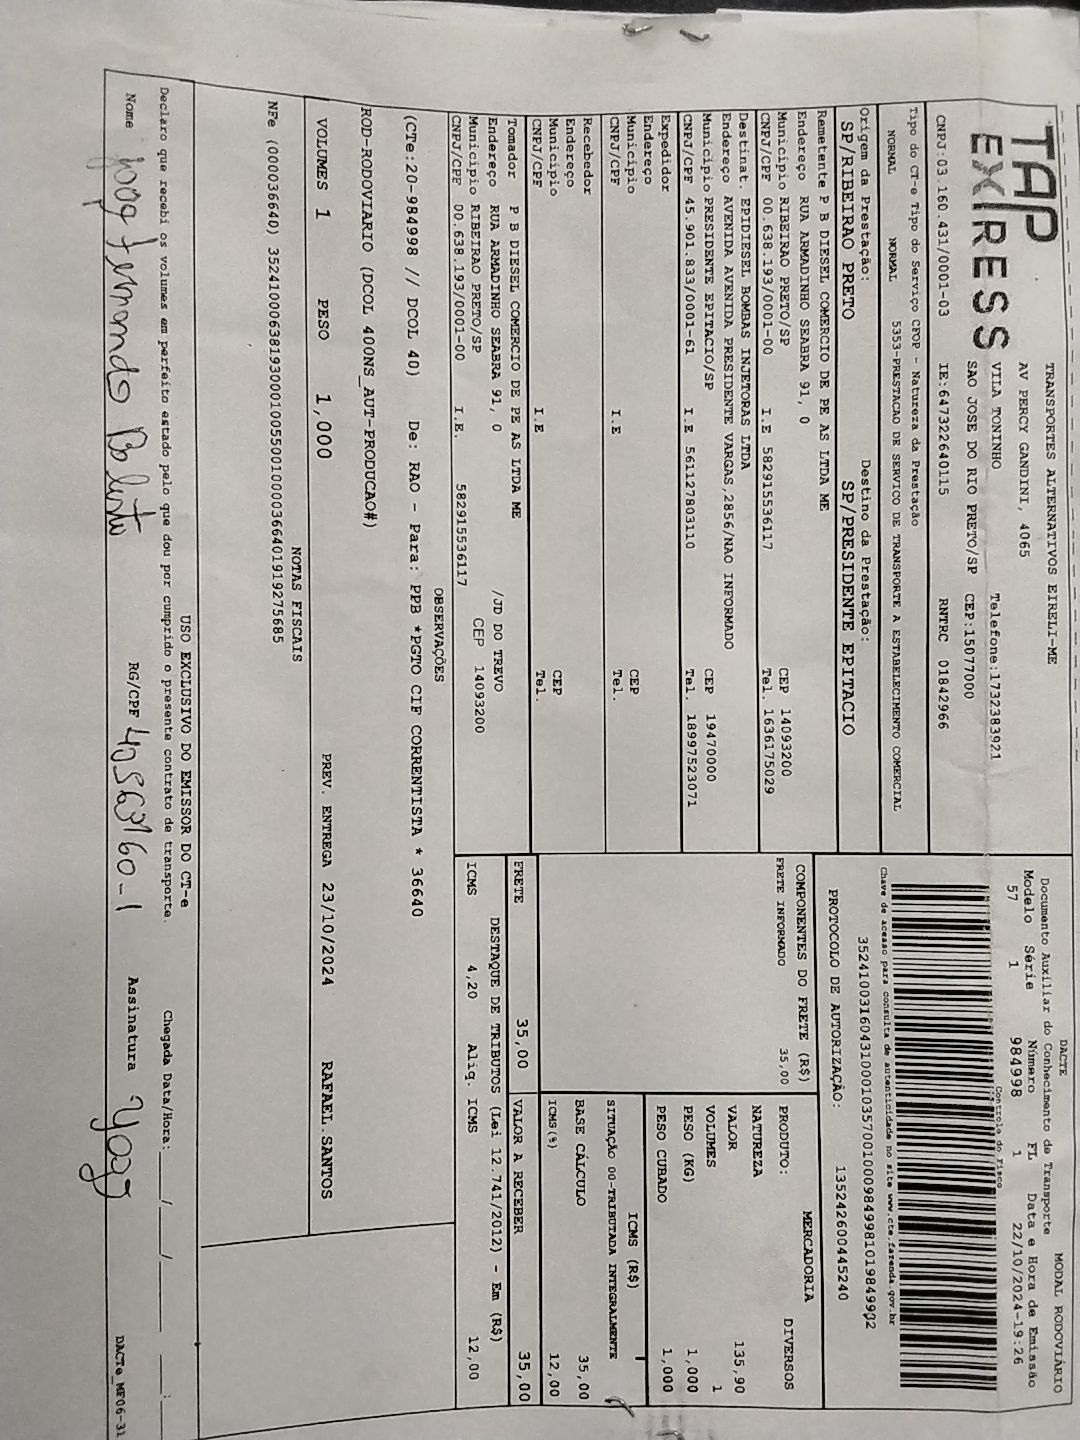 TAP
EXPRESS
TRANSPORTES ALTERNATIVOS EIRELI-ME
AV PERCY GANDINI, 4065
VILA TONINHO Telefone:1732383921
SAO JOSE DO RIO PRETO/SP CEP:15077000
CNPJ:03.160.431/0001-03 IE:647322640115 RNTRC 01842966
DACTE MODAL RODOVIÁRIO
Documento Auxiliar do Conhecimento de Transporte
Modelo Série Número FL Data e Hora de Emissão
57 1 984998 1 22/10/2024-19:26
Controle do Fisco
Chave de acesso para consulta de autenticidade no site www.cte.fazenda.gov.br
PROTOCOLO DE AUTORIZAÇÃO: 135242600445240
Tipo do CT-e Tipo do Serviço CFOP - Natureza da Prestação
NORMAL NORMAL 5353-PRESTACAO DE SERVICO DE TRANSPORTE A ESTABELECIMENTO COMERCIAL
Origem da Prestação: Destino da Prestação:
SP/RIBEIRAO PRETO SP/PRESIDENTE EPITACIO
Remetente P B DIESEL COMERCIO DE PE AS LTDA ME
Endereço RUA ARMADINHO SEABRA 91, 0
Municipio RIBEIRAO PRETO/SP CEP 14093200
CNPJ/CPF 00.638.193/0001-00 I.E 582915536117 Tel. 1636175029
Destinat. EPIDIESEL BOMBAS INJETORAS LTDA
Endereço AVENIDA AVENIDA PRESIDENTE VARGAS,2856/NAO INFORMADO
Municipio PRESIDENTE EPITACIO/SP CEP 19470000
CNPJ/CPF 45.901.833/0001-61 I.E 561127803110 Tel. 18997523071
Expedidor
Endereço
Municipio CEP
CNPJ/CPF I.E Tel.
Recebedor
Endereço
Municipio CEP
CNPJ/CPF I.E Tel.
Tomador P B DIESEL COMERCIO DE PE AS LTDA ME
Endereço RUA ARMADINHO SEABRA 91, 0 /JD DO TREVO
Municipio RIBEIRAO PRETO/SP CEP 14093200
CNPJ/CPF 00.638.193/0001-00 I.E. 582915536117
COMPONENTES DO FRETE (R$)
FRETE INFORMADO 35,00
MERCADORIA
PRODUTO: DIVERSOS
NATUREZA
VALOR 135,90
VOLUMES 1
PESO (KG) 1,000
PESO CUBADO 1,000
ICMS (R$)
SITUAÇÃO 00-TRIBUTADA INTEGRALMENTE
BASE CÁLCULO 35,00
ICMS(%) 12,00
FRETE 35,00 VALOR A RECEBER 35,00
DESTAQUE DE TRIBUTOS (Lei 12.741/2012) - Em (R$)
ICMS 4,20 Aliq. ICMS 12,00
OBSERVAÇÕES
(CTe:20-984998 // DCOL 40) De: RAO - Para: PPB *PGTO CIF CORRENTISTA * 36640
ROD-RODOVIARIO (DCOL 400NS_AUT-PRODUCAO#)
VOLUMES 1 PESO 1,000 PREV. ENTREGA 23/10/2024 RAFAEL.SANTOS
NOTAS FISCAIS
NFe (000036640)
USO EXCLUSIVO DO EMISSOR DO CT-e
Declaro que recebi os volumes em perfeito estado pelo que dou por cumprido o presente contrato de transporte. Chegada Data/Hora: ____/____/____ ____:____
Nome RG/CPF Assinatura
DACTe_MF06-31